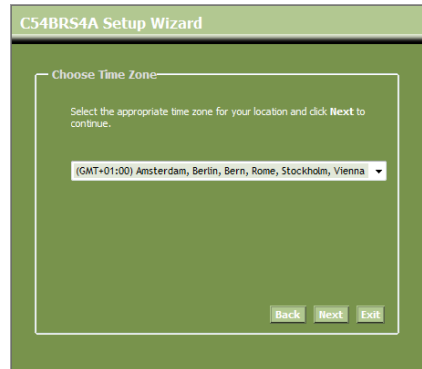 C54BRS4A Setup Wizard
Choose Time Zone
Select the appropriate time zone for your location and click Next to
continue.
(GMT+01:00) Amsterdam, Berlin, Bern, Rome, Stockholm, Vienna
Back Next Exit